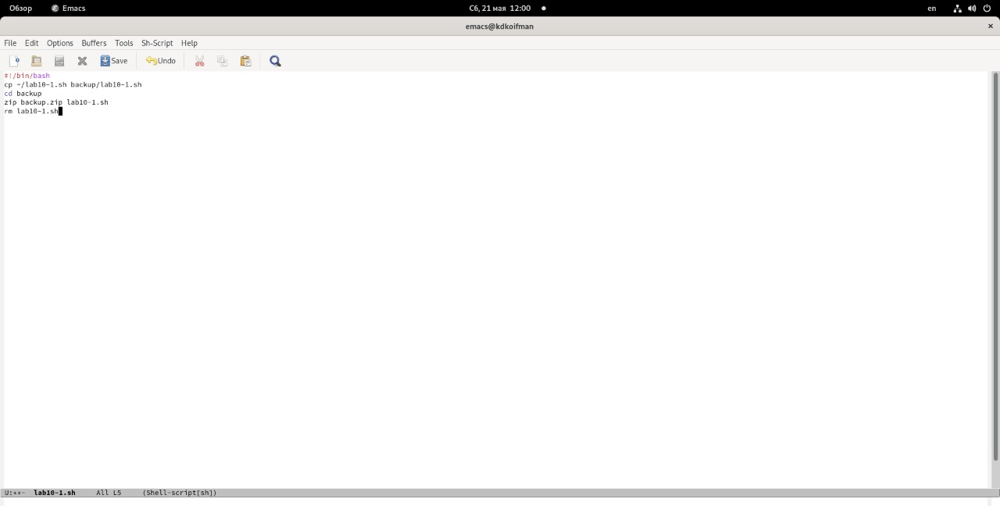 Обзор Emacs Сб, 21 мая 12:00 en
emacs@kdkoifman
File Edit Options Buffers Tools Sh-Script Help
Save Undo
#!/bin/bash
cp ~/lab10-1.sh backup/lab10-1.sh
cd backup
zip backup.zip lab10-1.sh
rm lab10-1.sh
U:**- lab10-1.sh All L5 (Shell-script[sh])